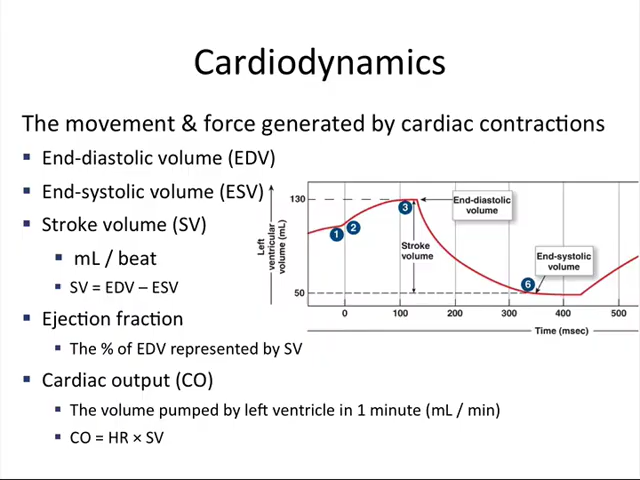 Cardiodynamics
The movement & force generated by cardiac contractions
▪ End-diastolic volume (EDV)
▪ End-systolic volume (ESV)
▪ Stroke volume (SV)
▪ mL / beat
▪ SV = EDV – ESV
▪ Ejection fraction
▪ The % of EDV represented by SV
▪ Cardiac output (CO)
▪ The volume pumped by left ventricle in 1 minute (mL / min)
▪ CO = HR × SV
Left
ventricular
volume (mL)
130
50
1
2
3
6
End-diastolic
volume
Stroke
volume
End-systolic
volume
0 100 200 300 400 500
Time (msec)